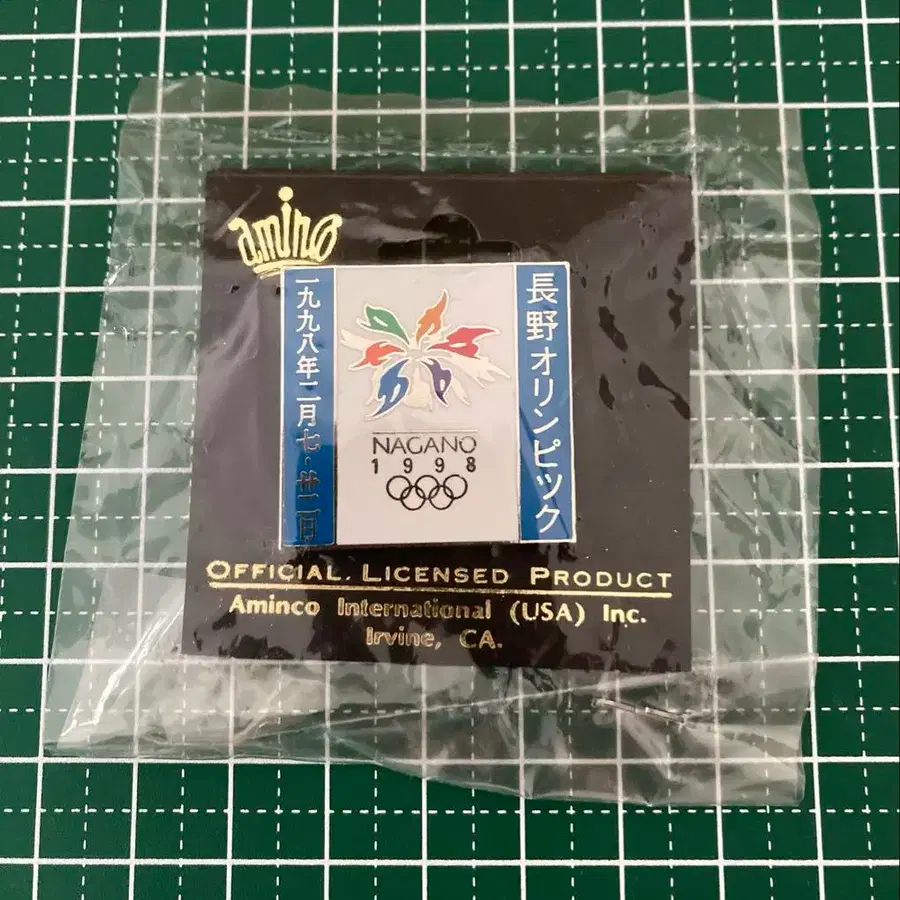 aminco
一九九八年二月七-廿二日
長野オリンピック
NAGANO
1998
OFFICIAL LICENSED PRODUCT
Aminco International (USA) Inc.
Irvine, CA.